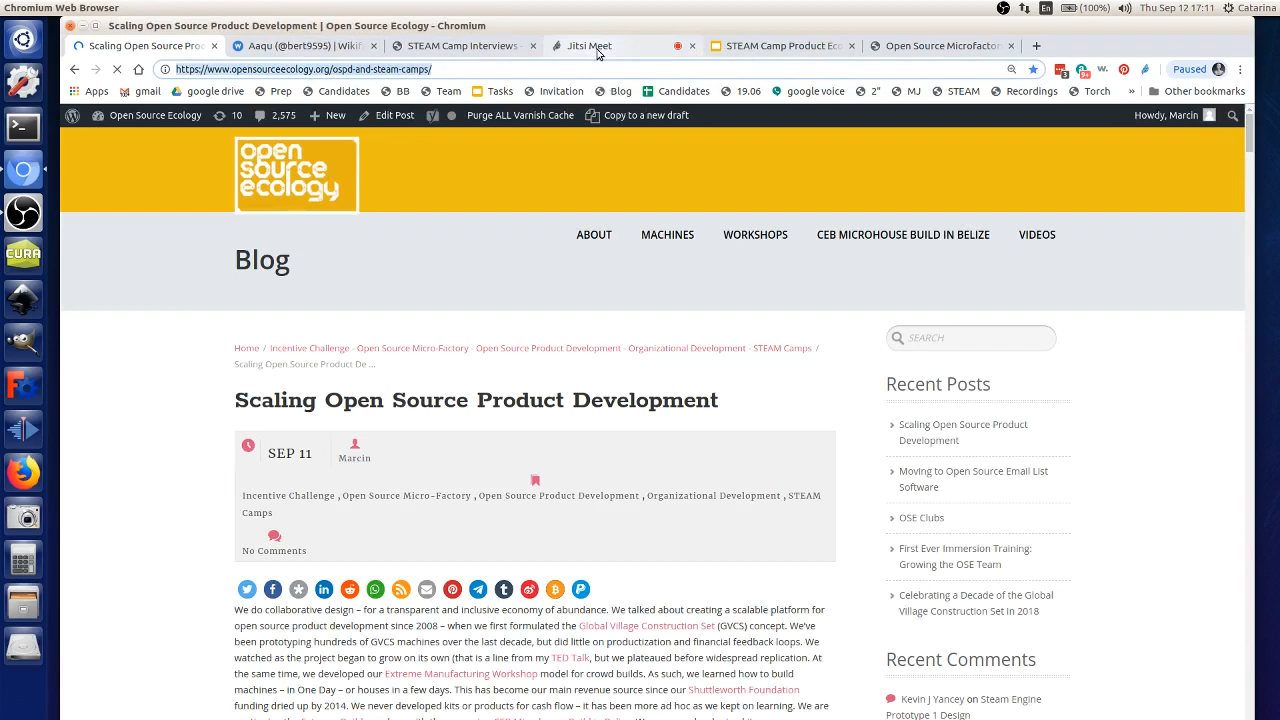 Chromium Web Browser
En
(100%)
Thu Sep 12 17:11
Catarina
Scaling Open Source Product Development | Open Source Ecology - Chromium
Scaling Open Source Pro
Aaqu (@bert9595) | Wikif
STEAM Camp Interviews -
Jitsi Meet
STEAM Camp Product Eco
Open Source Microfactor
https://www.opensourceecology.org/ospd-and-steam-camps/
3
9+
Paused
Apps
gmail
google drive
Prep
Candidates
BB
Team
Tasks
Invitation
Blog
Candidate
19.06
google voice
2"
MJ
STEAM
Recordings
Torch
»
Other bookmarks
Open Source Ecology
10
2,575
New
Edit Post
Purge ALL Varnish Cache
Copy to a new draft
Howdy, Marcin
open
source
ecology
ABOUT
MACHINES
WORKSHOPS
CEB MICROHOUSE BUILD IN BELIZE
VIDEOS
Blog
Home / Incentive Challenge - Open Source Micro-Factory - Open Source Product Development - Organizational Development - STEAM Camps /
Scaling Open Source Product De ...
Scaling Open Source Product Development
SEP 11
Marcin
Incentive Challenge , Open Source Micro-Factory , Open Source Product Development , Organizational Development , STEAM
Camps
No Comments
We do collaborative design – for a transparent and inclusive economy of abundance. We talked about creating a scalable platform for
open source product development since 2008 – when we first formulated the Global Village Construction Set (GVCS) concept. We've
been prototyping hundreds of GVCS machines over the last decade, but did little on productization and financial feedback loops. We
watched as the project began to grow on its own – as is a line from my TED Talk, but we plateaued before widespread replication. At
the same time, we developed our Extreme Manufacturing Workshop model for crowd builds. As such, we learned how to build
machines – in One Day – or houses in a few days. This has become our main revenue source since our Shuttleworth Foundation
funding dried up by 2014. We never developed kits or products for cash flow – it has been more ad hoc as we kept on learning. We are
SEARCH
Recent Posts
Scaling Open Source Product
Development
Moving to Open Source Email List
Software
OSE Clubs
First Ever Immersion Training:
Growing the OSE Team
Celebrating a Decade of the Global
Village Construction Set in 2018
Recent Comments
Kevin J Yancey on Steam Engine
Prototype 1 Design
CURA